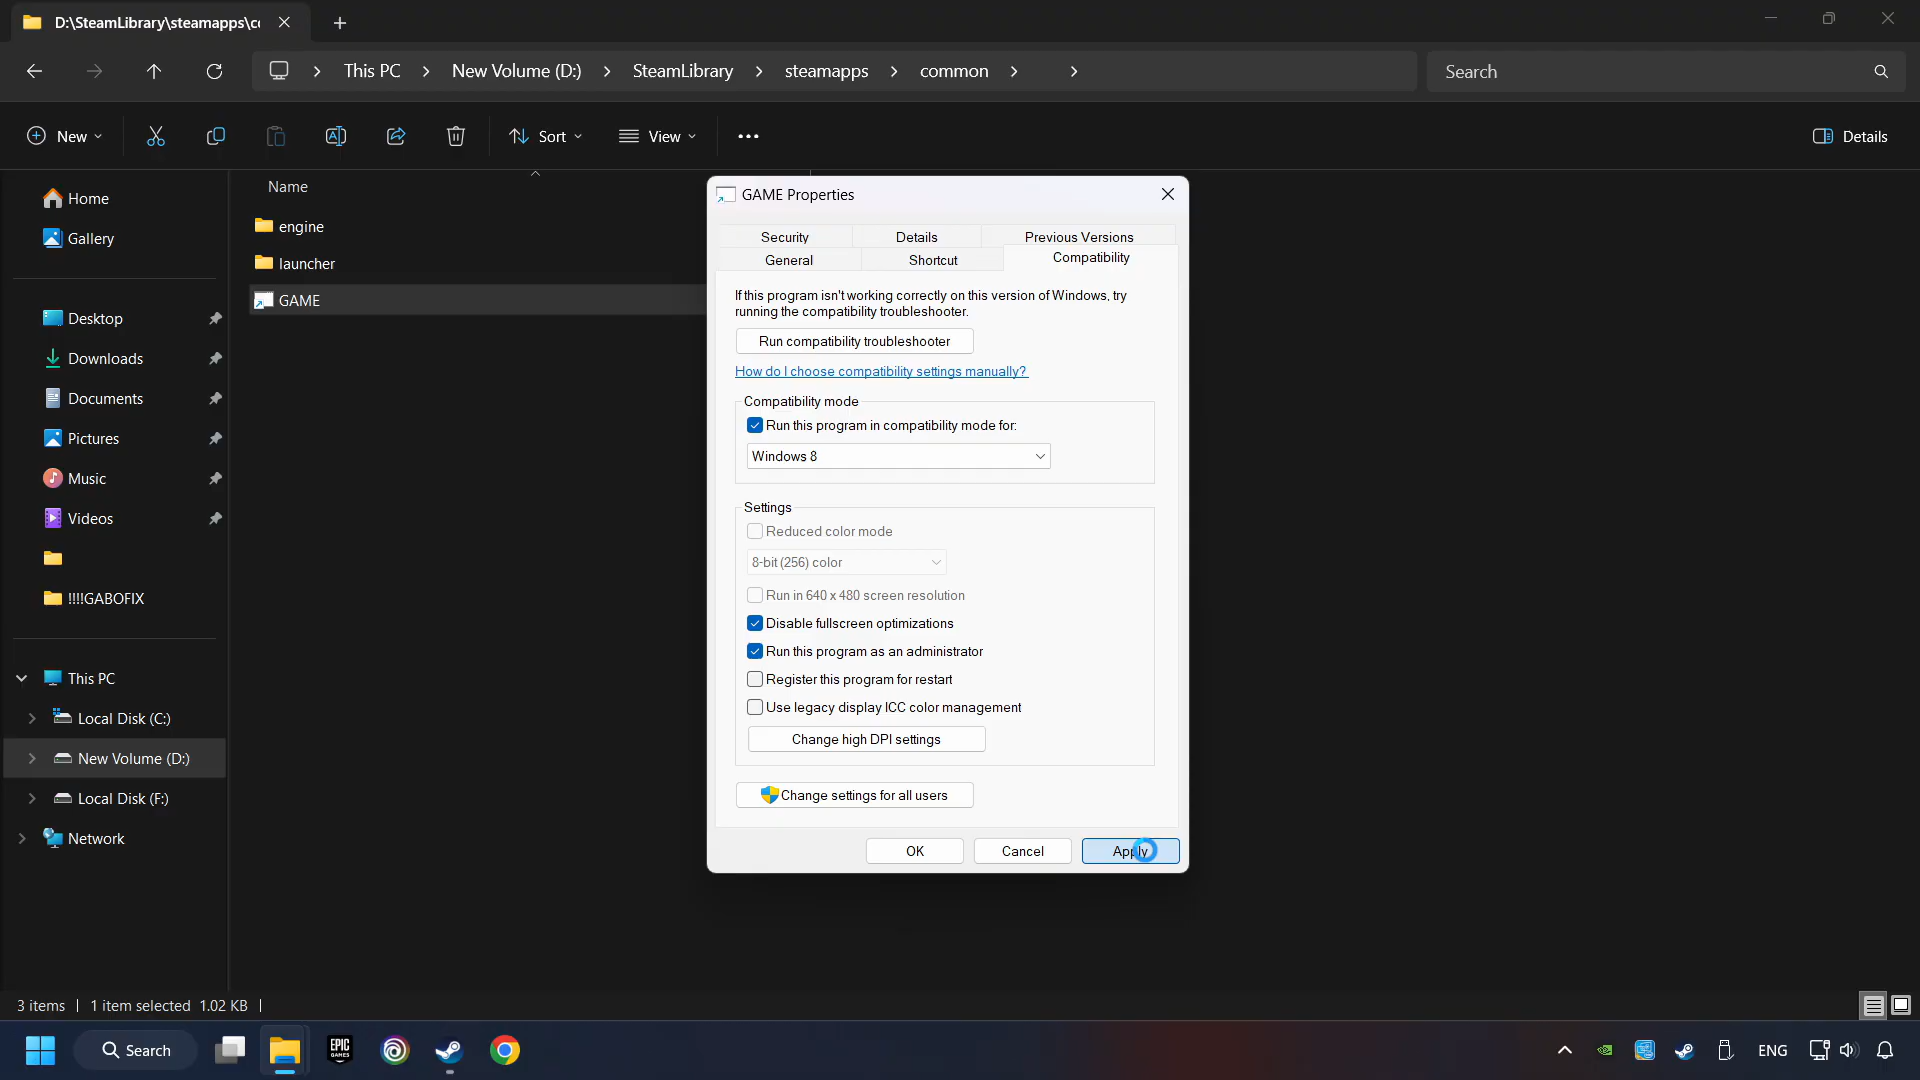 D:\SteamLibrary\steamapps\cc
This PC
New Volume (D:)
SteamLibrary
steamapps
common
Search
New
Sort
View
Details
Name
Home
Gallery
Desktop
Downloads
Documents
Pictures
Music
Videos
!!!!GABOFIX
This PC
Local Disk (C:)
New Volume (D:)
Local Disk (F:)
Network
engine
launcher
GAME
GAME Properties
Security
Details
Previous Versions
General
Shortcut
Compatibility
If this program isn't working correctly on this version of Windows, try
running the compatibility troubleshooter.
Run compatibility troubleshooter
How do I choose compatibility settings manually?
Compatibility mode
Run this program in compatibility mode for:
Windows 8
Settings
Reduced color mode
8-bit (256) color
Run in 640 x 480 screen resolution
Disable fullscreen optimizations
Run this program as an administrator
Register this program for restart
Use legacy display ICC color management
Change high DPI settings
Change settings for all users
OK
Cancel
Apply
3 items
1 item selected 1.02 KB
Search
EPIC
GAMES
ENG